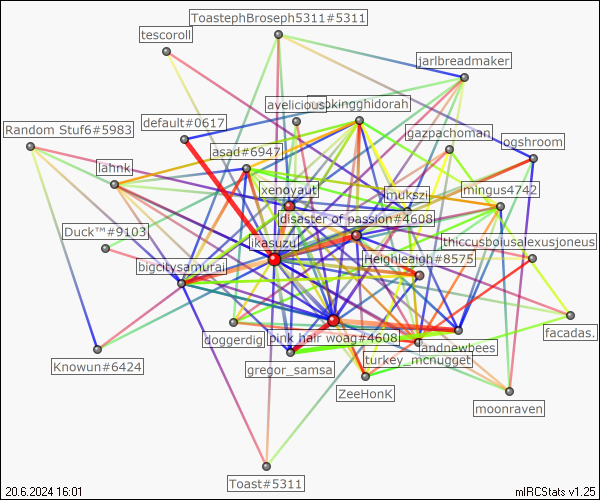 ToastephBroseph5311#5311
tescoroll
jarlbreadmaker
avelicious
kingghidorah
default#0617
Random Stuf6#5983
gazpachoman
ogshroom
asad#6947
lahnk
xenoyaut
mukszi
mingus4742
disaster of passion#4608
Duck™#9103
ikasuzu
thiccusboiusalexusjoneus
Heighleaigh#8575
bigcitysamurai
facadas.
doggerdig
pink hair woag#4608
landnewbees
Knowun#6424
gregor_samsa
turkey_mcnugget
ZeeHonK
moonraven
Toast#5311
20.6.2024 16:01
mIRCStats v1.25